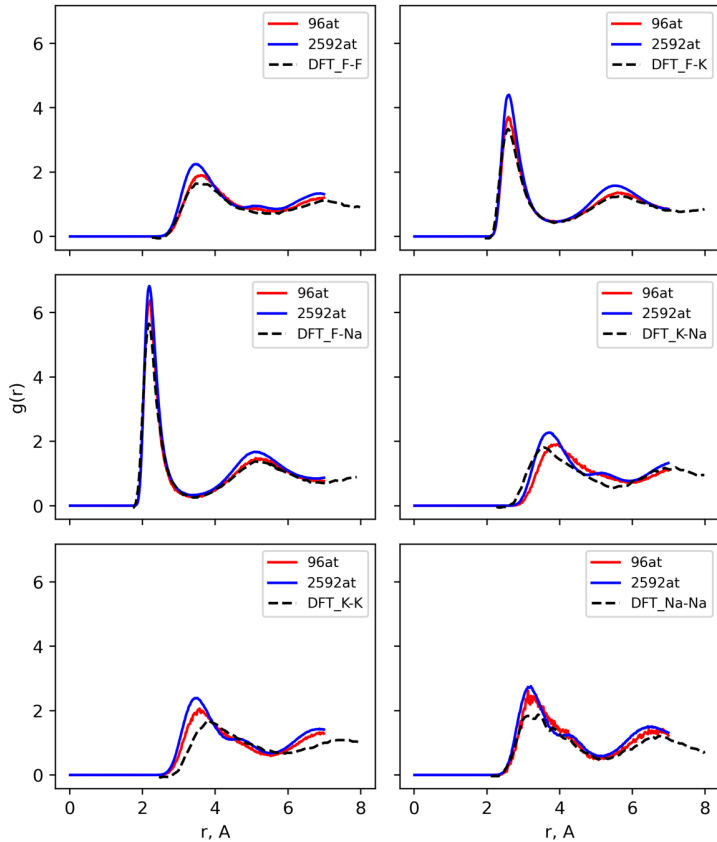 6
4
2
0
96at
2592at
DFT_F-F
96at
2592at
DFT_F-K
g(r)
6
4
2
0
96at
2592at
DFT_F-Na
96at
2592at
DFT_K-Na
6
4
2
0
96at
2592at
DFT_K-K
96at
2592at
DFT_Na-Na
0 2 4 6 8
0 2 4 6 8
r, A
r, A